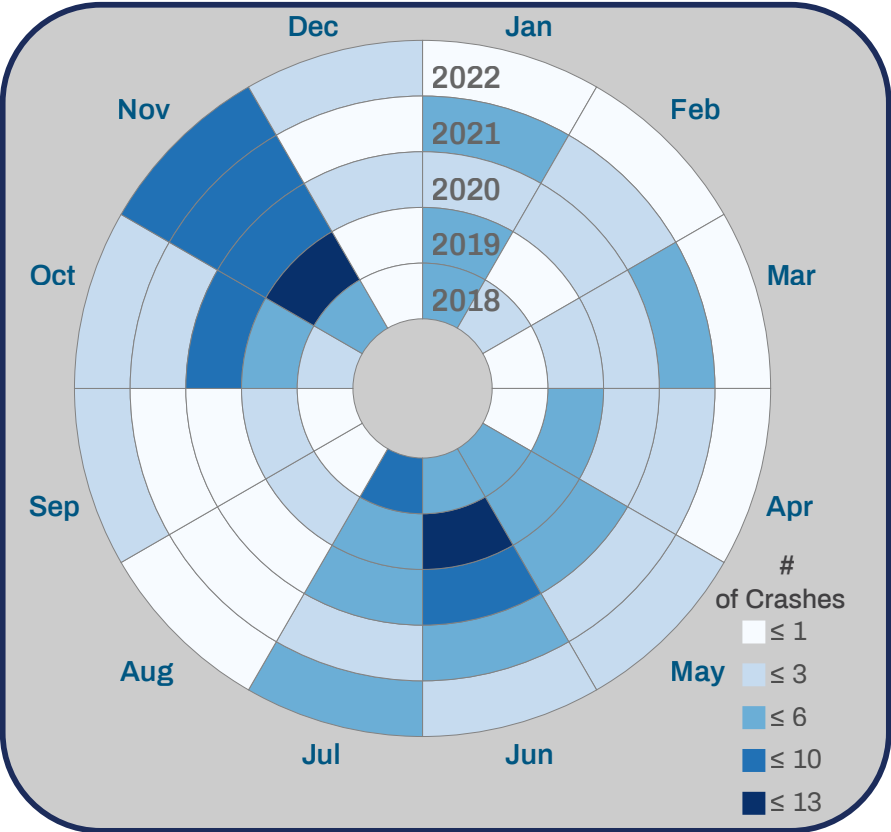 Dec
Jan
2022
Nov
Feb
2021
2020
2019
Oct
Mar
2018
Sep
Apr
#
of Crashes
≤ 1
Aug
May
≤ 3
≤ 6
Jul
Jun
≤ 10
≤ 13